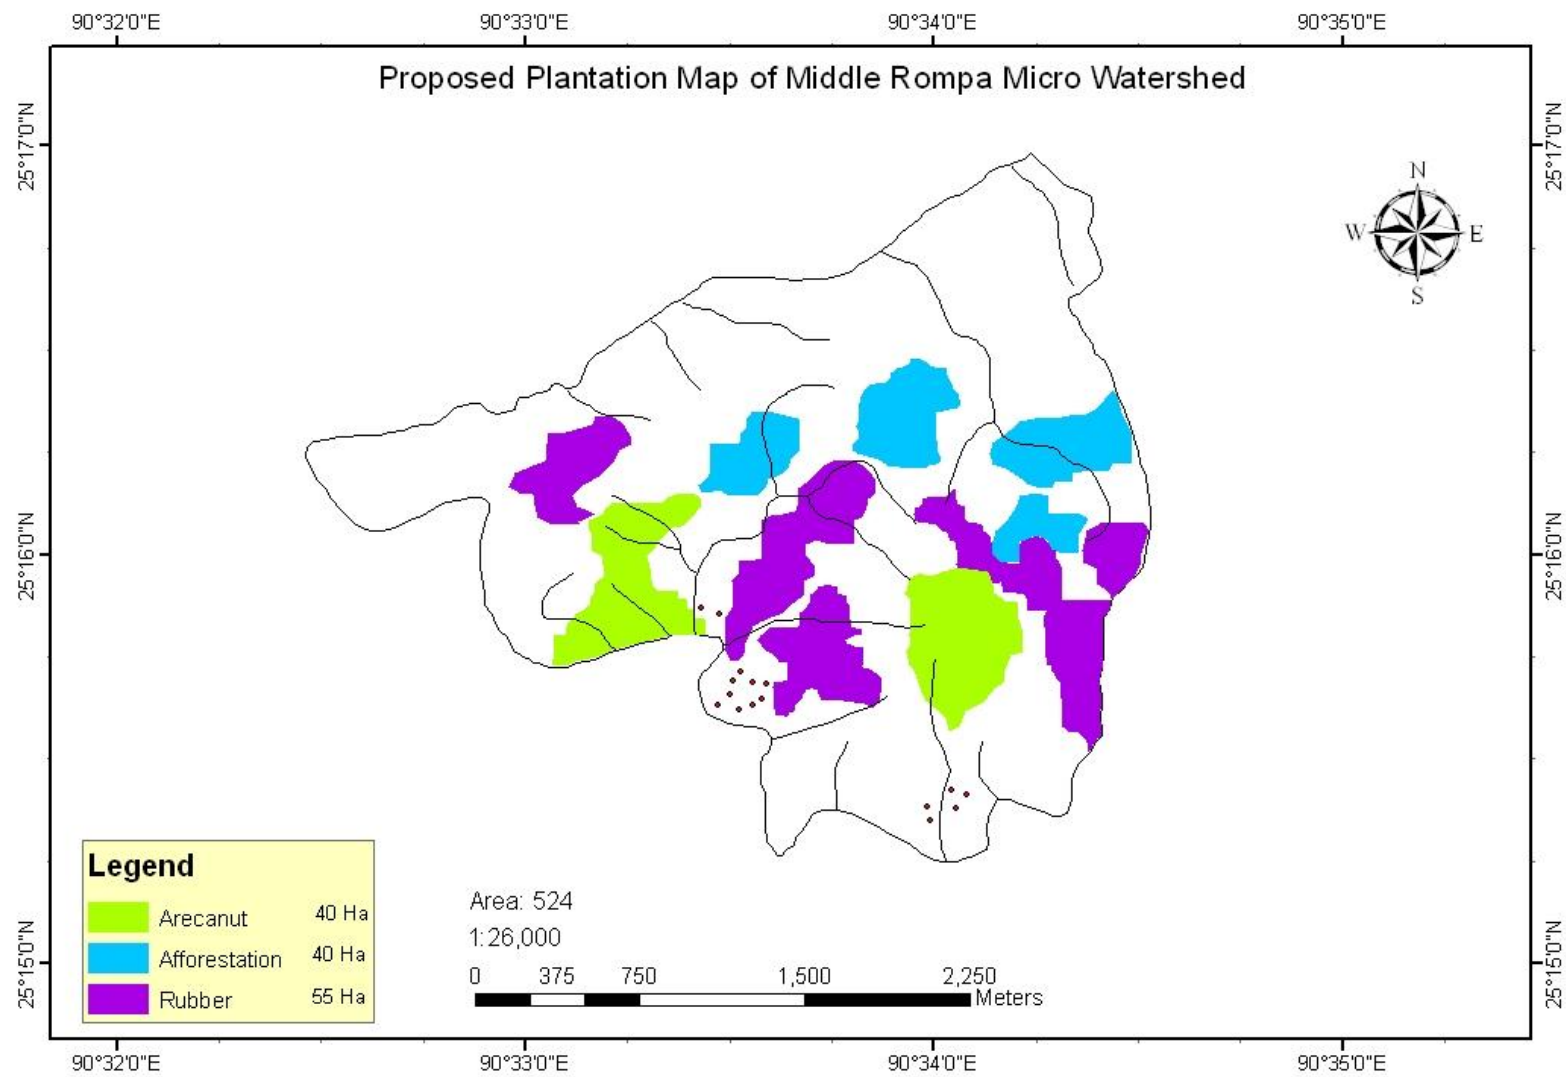 90°32'0"E 90°33'0"E 90°34'0"E 90°35'0"E
Proposed Plantation Map of Middle Rompa Micro Watershed
25°17'0"N 25°17'0"N
N
W E
S
25°16'0"N 25°16'0"N
Legend
Arecanut 40 Ha
Afforestation 40 Ha
Rubber 55 Ha
Area: 524
1:26,000
0 375 750 1,500 2,250
Meters
25°15'0"N 25°15'0"N
90°32'0"E 90°33'0"E 90°34'0"E 90°35'0"E